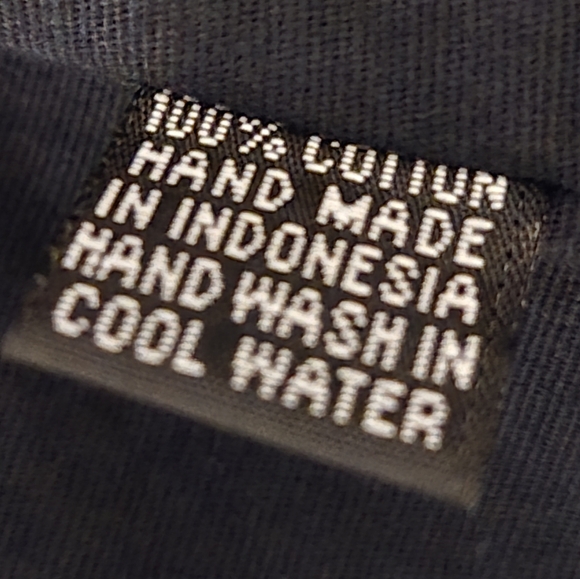 100% COTTON
HAND MADE
IN INDONESIA
HAND WASH IN
COOL WATER